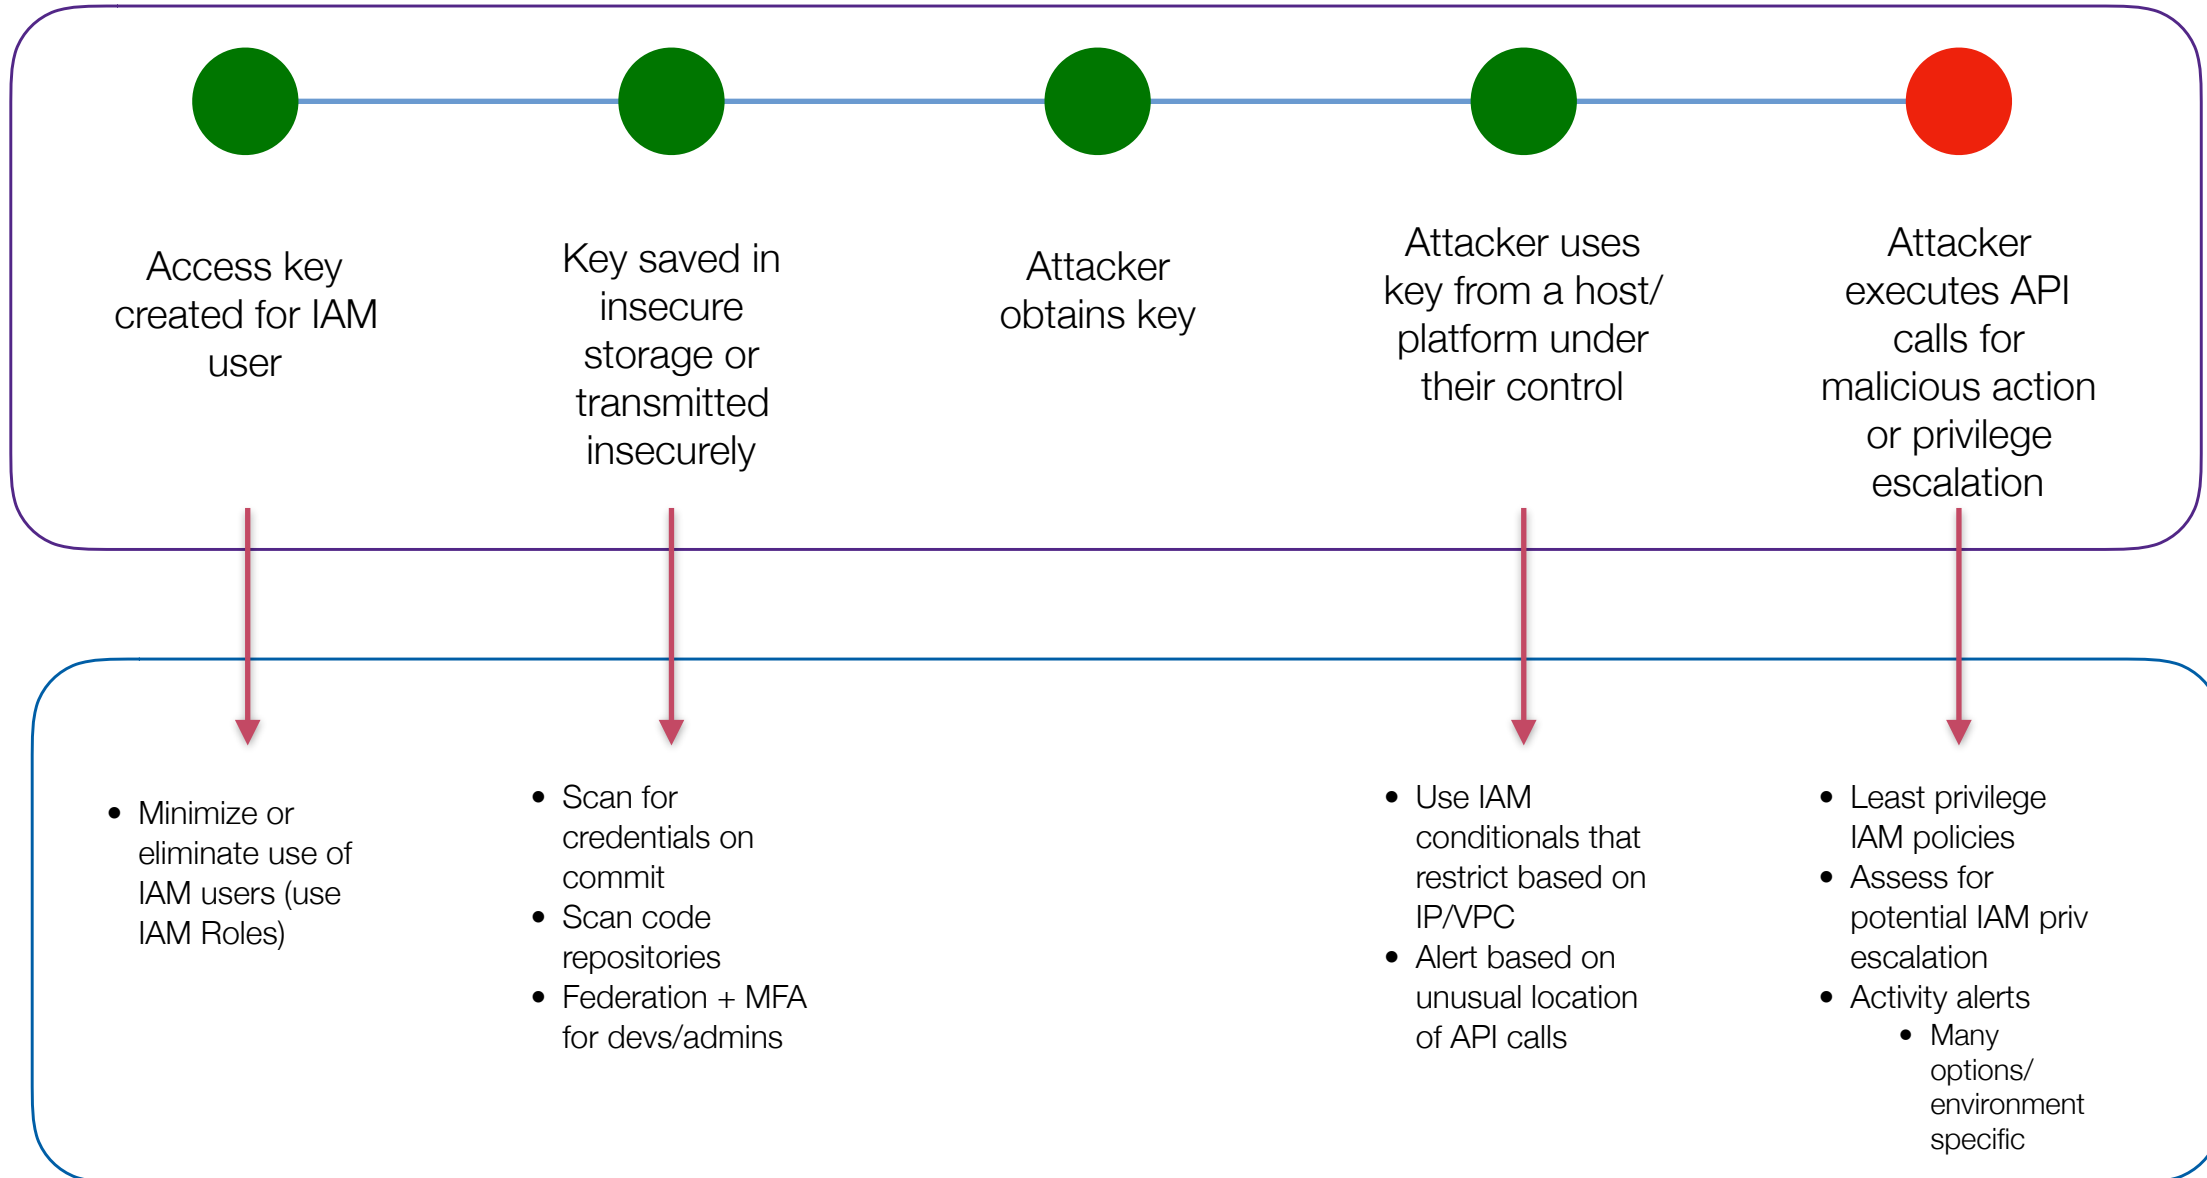 Access key
created for IAM
user
Key saved in
insecure
storage or
transmitted
insecurely
Attacker
obtains key
Attacker uses
key from a host/
platform under
their control
Attacker
executes API
calls for
malicious action
or privilege
escalation
• Minimize or
eliminate use of
IAM users (use
IAM Roles)
• Scan for
credentials on
commit
• Scan code
repositories
• Federation + MFA
for devs/admins
• Use IAM
conditionals that
restrict based on
IP/VPC
• Alert based on
unusual location
of API calls
• Least privilege
IAM policies
• Assess for
potential IAM priv
escalation
• Activity alerts
• Many
options/
environment
specific